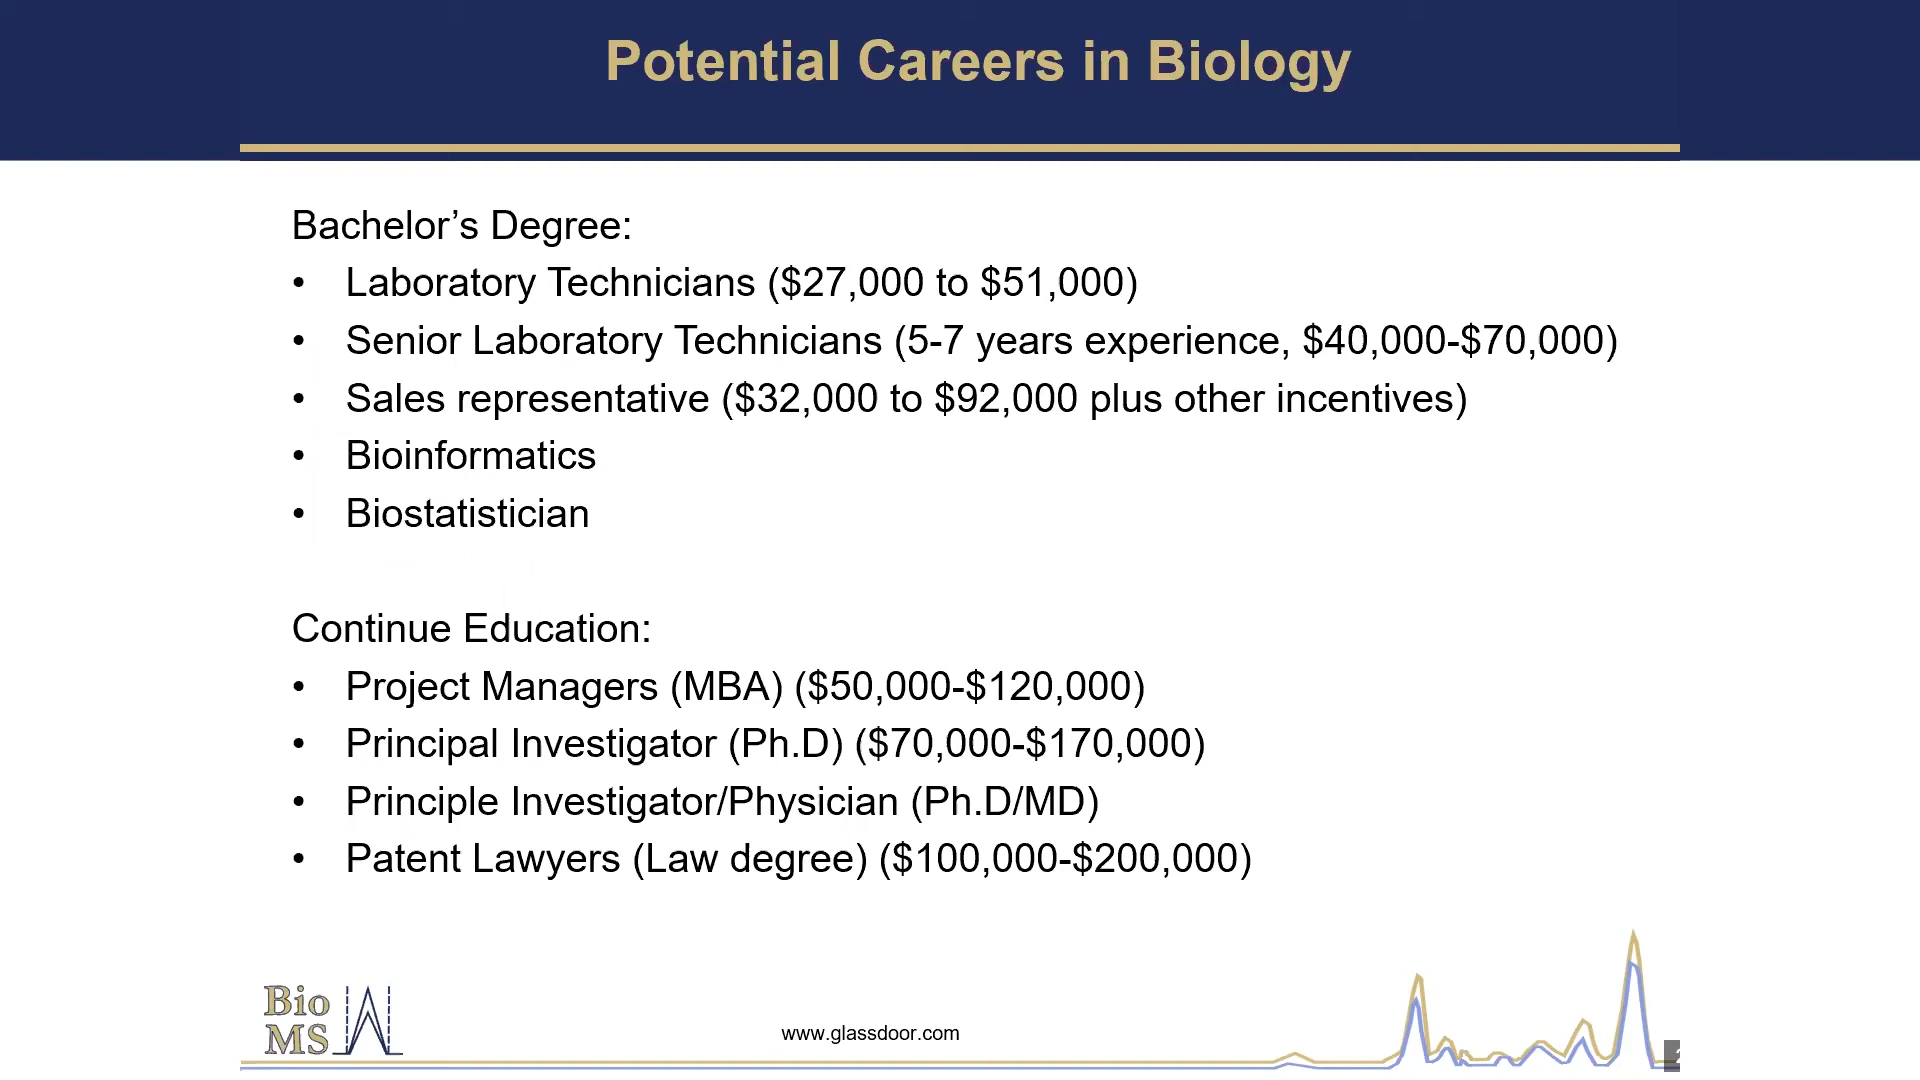 Potential Careers in Biology
Bachelor’s Degree:
• Laboratory Technicians ($27,000 to $51,000)
• Senior Laboratory Technicians (5-7 years experience, $40,000-$70,000)
• Sales representative ($32,000 to $92,000 plus other incentives)
• Bioinformatics
• Biostatistician
Continue Education:
• Project Managers (MBA) ($50,000-$120,000)
• Principal Investigator (Ph.D) ($70,000-$170,000)
• Principle Investigator/Physician (Ph.D/MD)
• Patent Lawyers (Law degree) ($100,000-$200,000)
Bio
MS
www.glassdoor.com